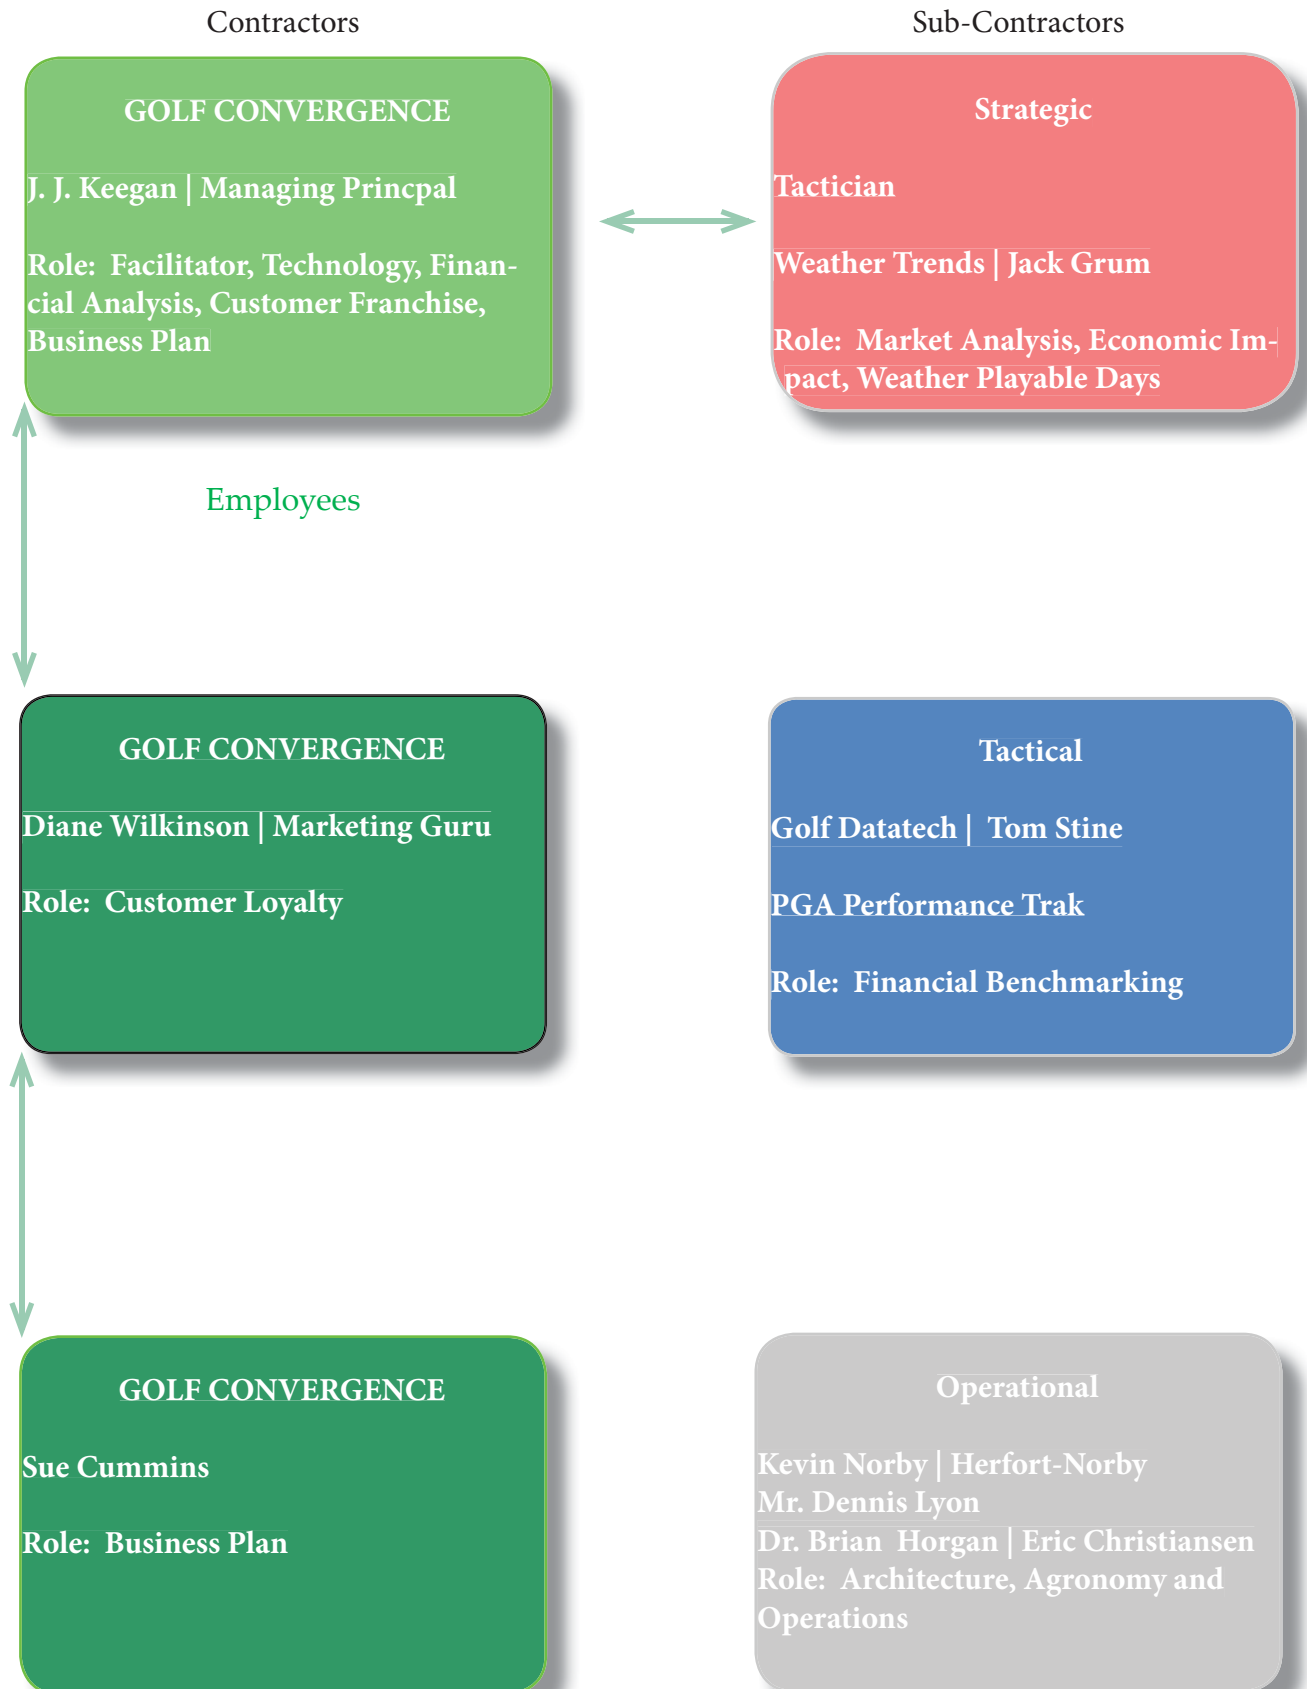 Contractors
Sub-Contractors
GOLF CONVERGENCE
J. J. Keegan | Managing Princpal
Role:  Facilitator, Technology, Finan-
cial Analysis, Customer Franchise,
Business Plan
Strategic
Tactician
Weather Trends | Jack Grum
Role:  Market Analysis, Economic Im-
pact, Weather Playable Days
Employees
GOLF CONVERGENCE
Diane Wilkinson | Marketing Guru
Role:  Customer Loyalty
Tactical
Golf Datatech |  Tom Stine
PGA Performance Trak
Role:  Financial Benchmarking
GOLF CONVERGENCE
Sue Cummins
Role:  Business Plan
Operational
Kevin Norby | Herfort-Norby
Mr. Dennis Lyon
Dr. Brian  Horgan | Eric Christiansen
Role:  Architecture, Agronomy and
Operations